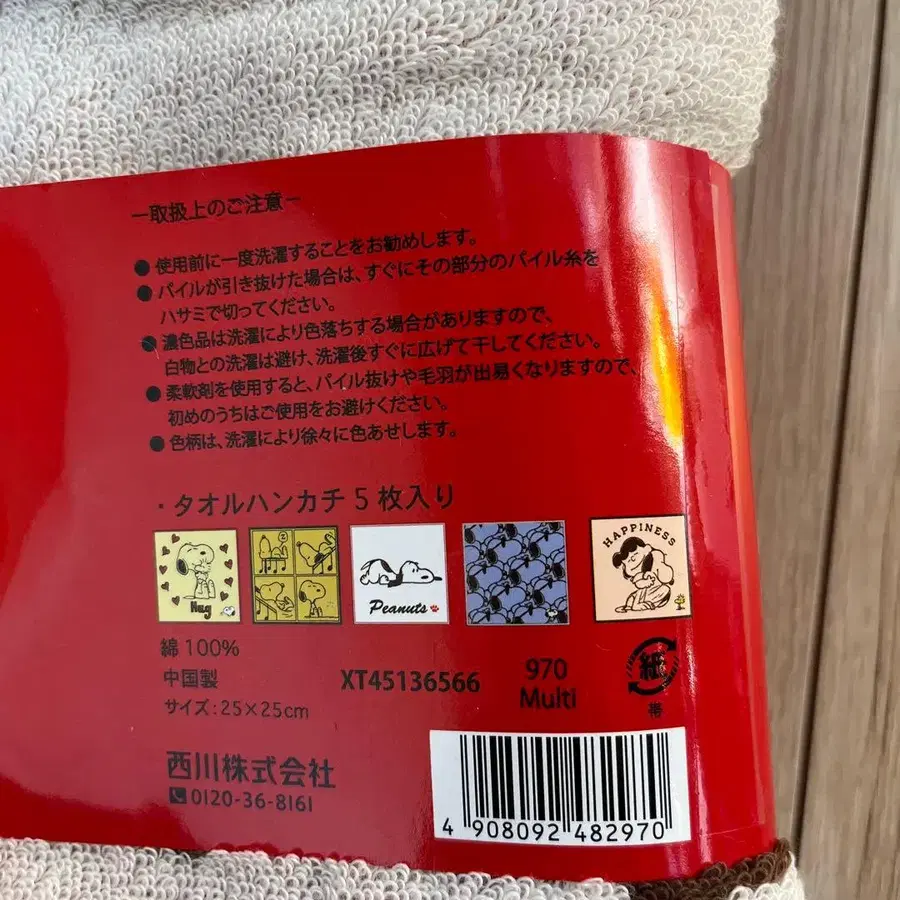 ー取扱上のご注意ー
● 使用前に一度洗濯することをお勧めします。
● パイルが引き抜けた場合は、すぐにその部分のパイル糸を
ハサミで切ってください。
● 濃色品は洗濯により色落ちする場合がありますので、
白物との洗濯は避け、洗濯後すぐに広げて干してください。
● 柔軟剤を使用すると、パイル抜けや毛羽が出易くなりますので、
初めのうちはご使用をお避けください。
● 色柄は、洗濯により徐々に色あせします。
・タオルハンカチ5枚入り
Hug
Z
Peanuts
HAPPINESS
綿 100%
中国製
サイズ:25×25cm
XT45136566
970
Multi
紙
帯
西川株式会社
0120-36-8161
4 908092 482970